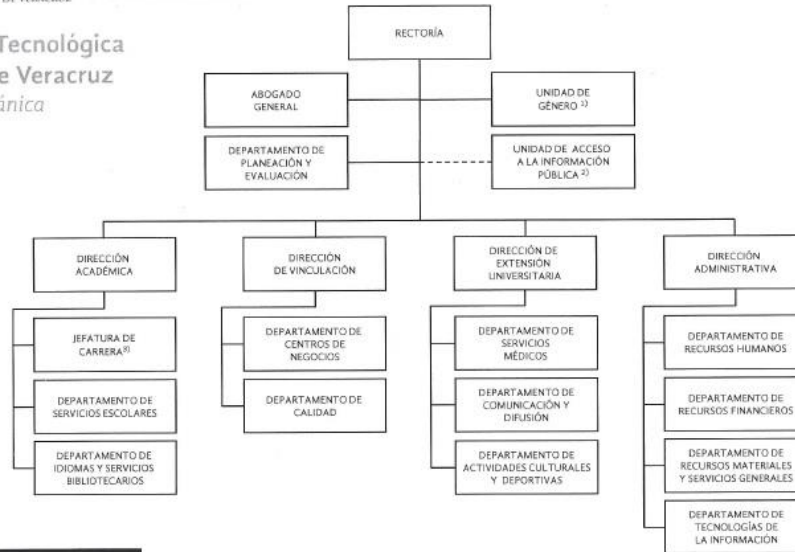 Tecnológica
e Veracruz
ánica
RECTORÍA
ABOGADO
GENERAL
UNIDAD DE
GÉNERO 1)
DEPARTAMENTO DE
PLANEACIÓN Y
EVALUACIÓN
UNIDAD DE ACCESO
A LA INFORMACIÓN
PÚBLICA 2)
DIRECCIÓN
ACADÉMICA
DIRECCIÓN
DE VINCULACIÓN
DIRECCIÓN DE
EXTENSIÓN
UNIVERSITARIA
DIRECCIÓN
ADMINISTRATIVA
JEFATURA DE
CARRERA8)
DEPARTAMENTO DE
SERVICIOS ESCOLARES
DEPARTAMENTO DE
IDIOMAS Y SERVICIOS
BIBLIOTECARIOS
DEPARTAMENTO DE
CENTROS DE
NEGOCIOS
DEPARTAMENTO DE
CALIDAD
DEPARTAMENTO DE
SERVICIOS
MÉDICOS
DEPARTAMENTO DE
COMUNICACIÓN Y
DIFUSIÓN
DEPARTAMENTO DE
ACTIVIDADES CULTURALES
Y DEPORTIVAS
DEPARTAMENTO DE
RECURSOS HUMANOS
DEPARTAMENTO DE
RECURSOS FINANCIEROS
DEPARTAMENTO DE
RECURSOS MATERIALES
Y SERVICIOS GENERALES
DEPARTAMENTO DE
TECNOLOGÍAS DE
LA INFORMACIÓN